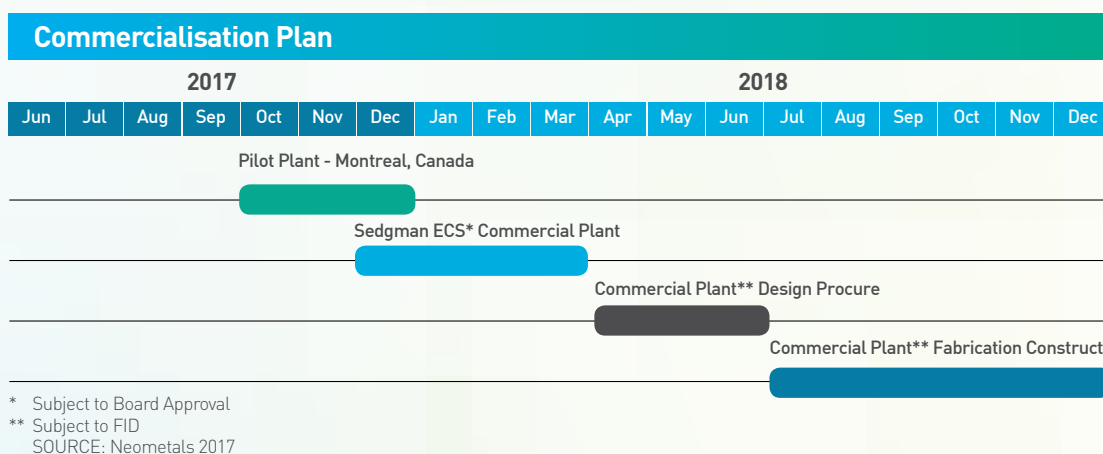 Commercialisation Plan
2017 2018
Jun Jul Aug Sep Oct Nov Dec Jan Feb Mar Apr May Jun Jul Aug Sep Oct Nov Dec
Pilot Plant - Montreal, Canada
Sedgman ECS* Commercial Plant
Commercial Plant** Design Procure
Commercial Plant** Fabrication Construct
* Subject to Board Approval
** Subject to FID
SOURCE: Neometals 2017